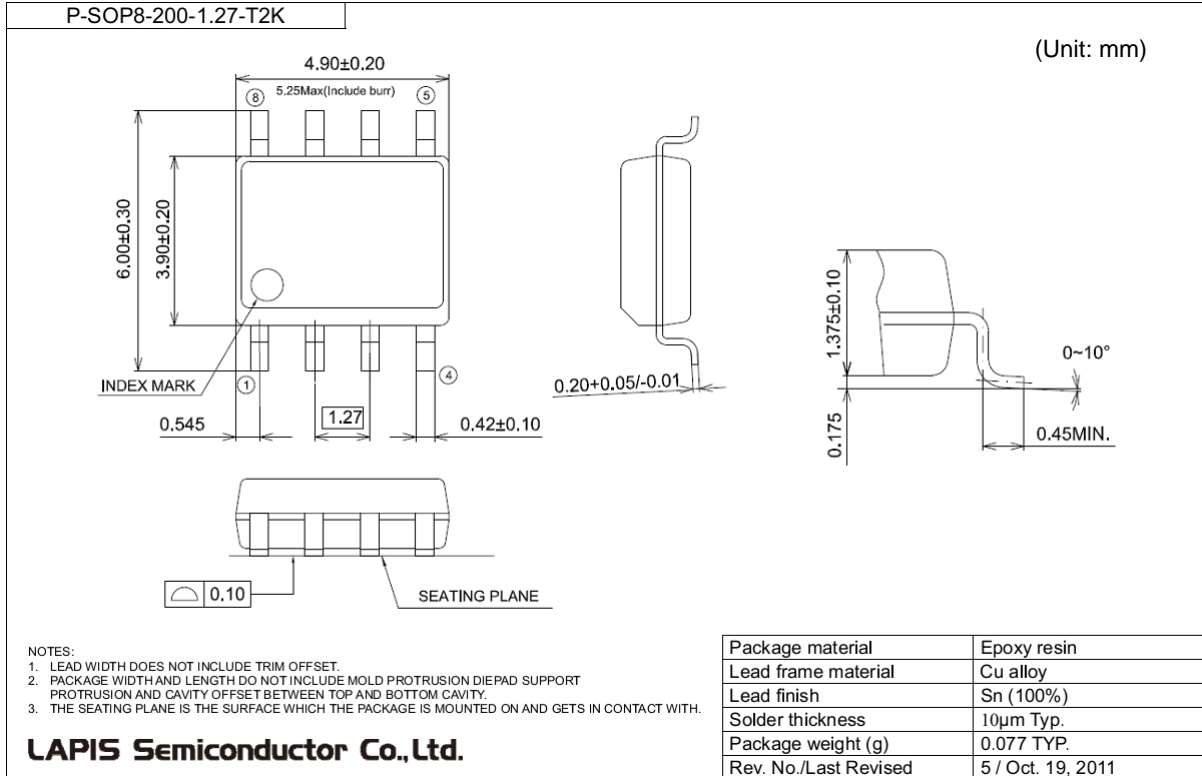 P-SOP8-200-1.27-T2K
(Unit: mm)
4.90±0.20
5.25Max(Include burr)
8
5
6.00±0.30
3.90±0.20
INDEX MARK
1
4
0.545
1.27
0.42±0.10
0.20+0.05/-0.01
1.375±0.10
0.175
0~10°
0.45MIN.
0.10
SEATING PLANE
NOTES:
1. LEAD WIDTH DOES NOT INCLUDE TRIM OFFSET.
2. PACKAGE WIDTH AND LENGTH DO NOT INCLUDE MOLD PROTRUSION DIEPAD SUPPORT
PROTRUSION AND CAVITY OFFSET BETWEEN TOP AND BOTTOM CAVITY.
3. THE SEATING PLANE IS THE SURFACE WHICH THE PACKAGE IS MOUNTED ON AND GETS IN CONTACT WITH.
LAPIS Semiconductor Co.,Ltd.
Package material Epoxy resin
Lead frame material Cu alloy
Lead finish Sn (100%)
Solder thickness 10μm Typ.
Package weight (g) 0.077 TYP.
Rev. No./Last Revised 5 / Oct. 19, 2011